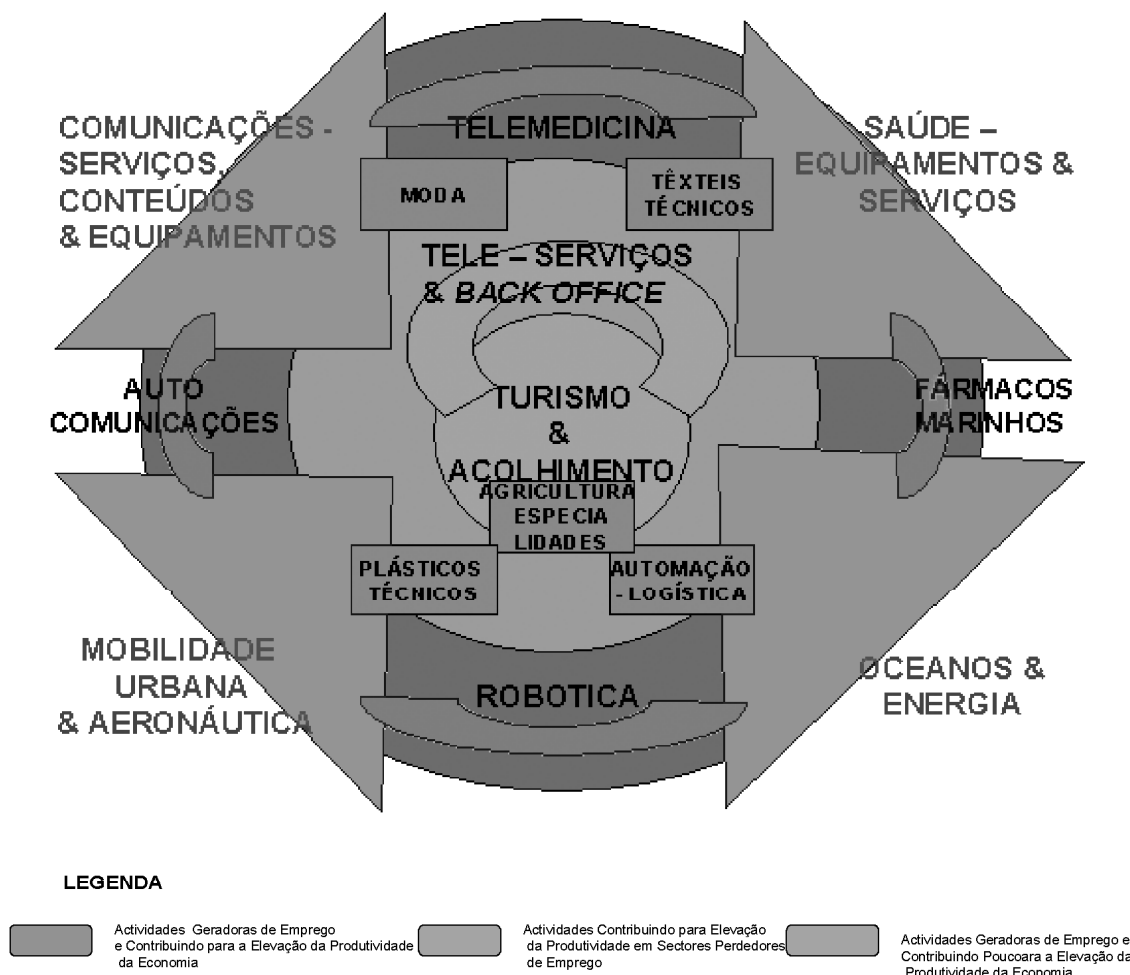 COMUNICAÇÕES -
SERVIÇOS,
CONTEÚDOS
& EQUIPAMENTOS
TELEMEDICINA
SAÚDE –
EQUIPAMENTOS &
SERVIÇOS
MODA
TÊXTEIS
TÉCNICOS
TELE – SERVIÇOS
& BACK OFFICE
AUTO
COMUNICAÇÕES
TURISMO
&
ACOLHIMENTO
FÁRMACOS
MARINHOS
AGRICULTURA
ESPECIA
LIDADES
PLÁSTICOS
TÉCNICOS
AUTOMAÇÃO
- LOGÍSTICA
MOBILIDADE
URBANA
& AERONÁUTICA
ROBOTICA
OCEANOS &
ENERGIA
LEGENDA
Actividades Geradoras de Emprego
e Contribuindo para a Elevação da Produtividade
da Economia
Actividades Contribuindo para Elevação
da Produtividade em Sectores Perdedores
de Emprego
Actividades Geradoras de Emprego e
Contribuindo Poucoara a Elevação da
Produtividade da Economia